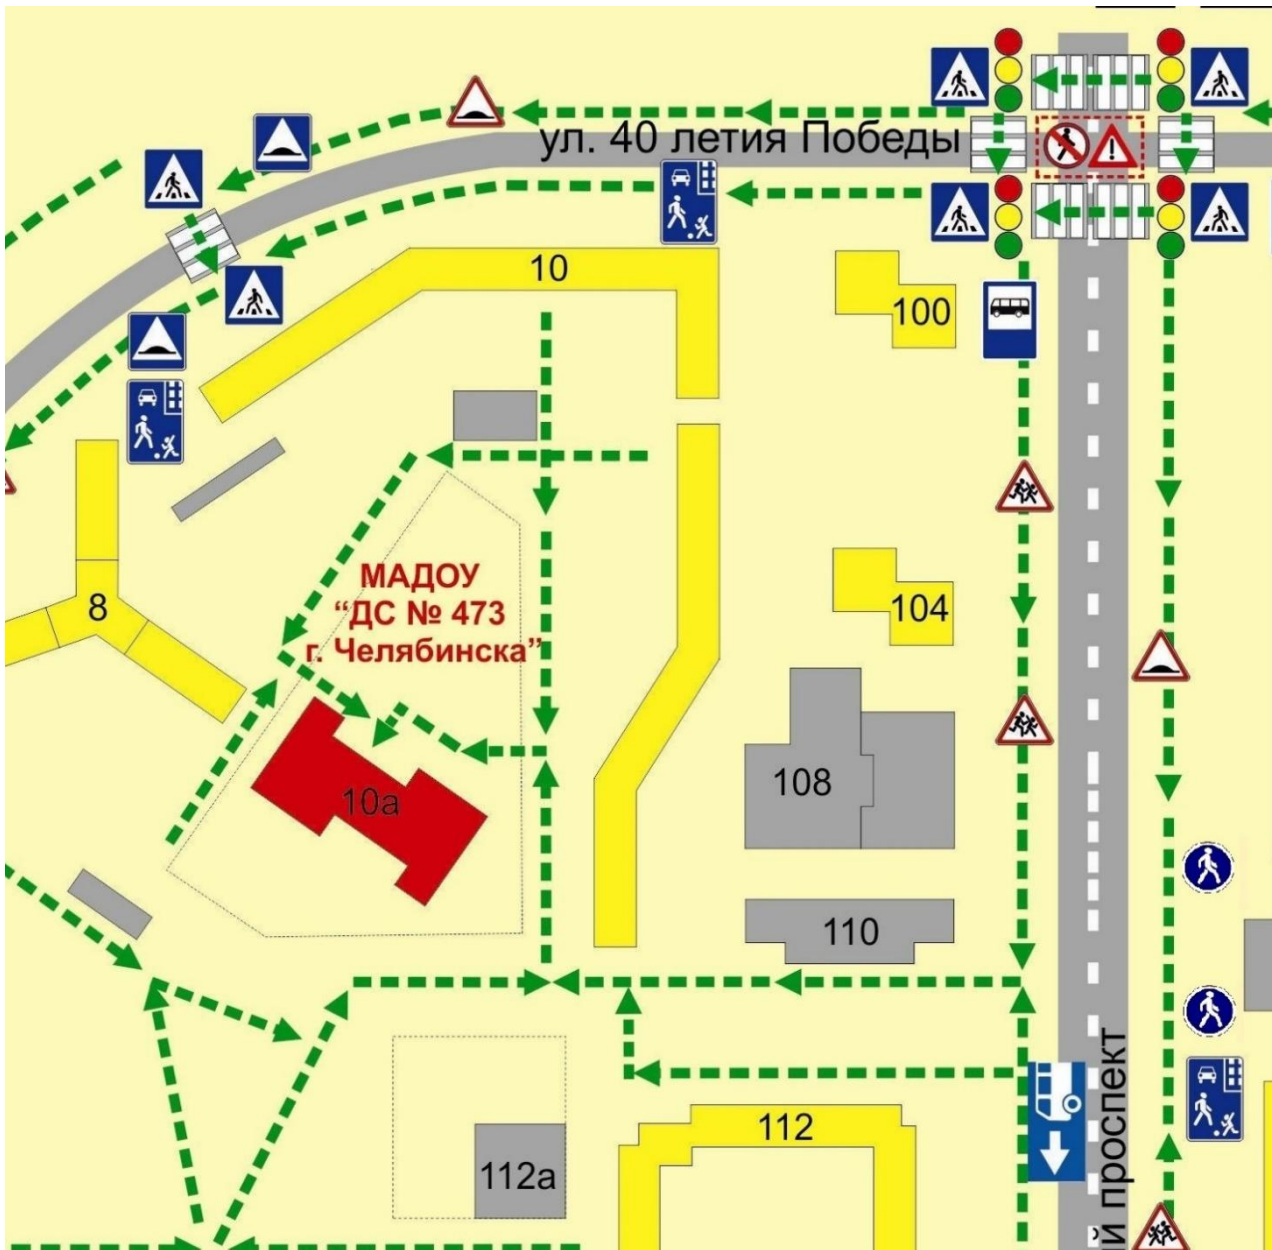 ул. 40 летия Победы
10
100
МАДОУ
“ДС № 473
г. Челябинска”
8
104
10а
108
110
й проспект
112
112а